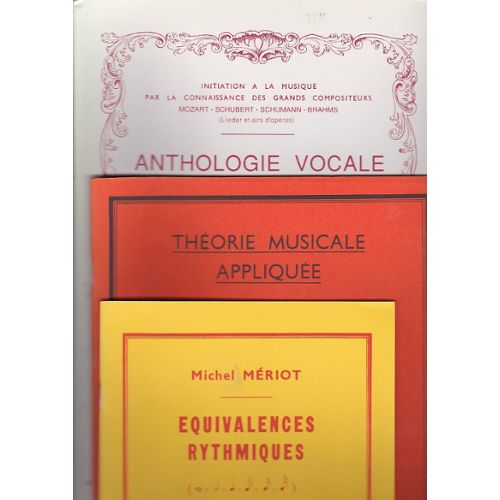 INITIATION A LA MUSIQUE
PAR LA CONNAISSANCE DES GRANDS COMPOSITEURS
MOZART - SCHUBERT - SCHUMANN - BRAHMS
(Lieder et airs d'opéras)
ANTHOLOGIE VOCALE
THÉORIE MUSICALE
APPLIQUÉE
Michel MÉRIOT
EQUIVALENCES
RYTHMIQUES